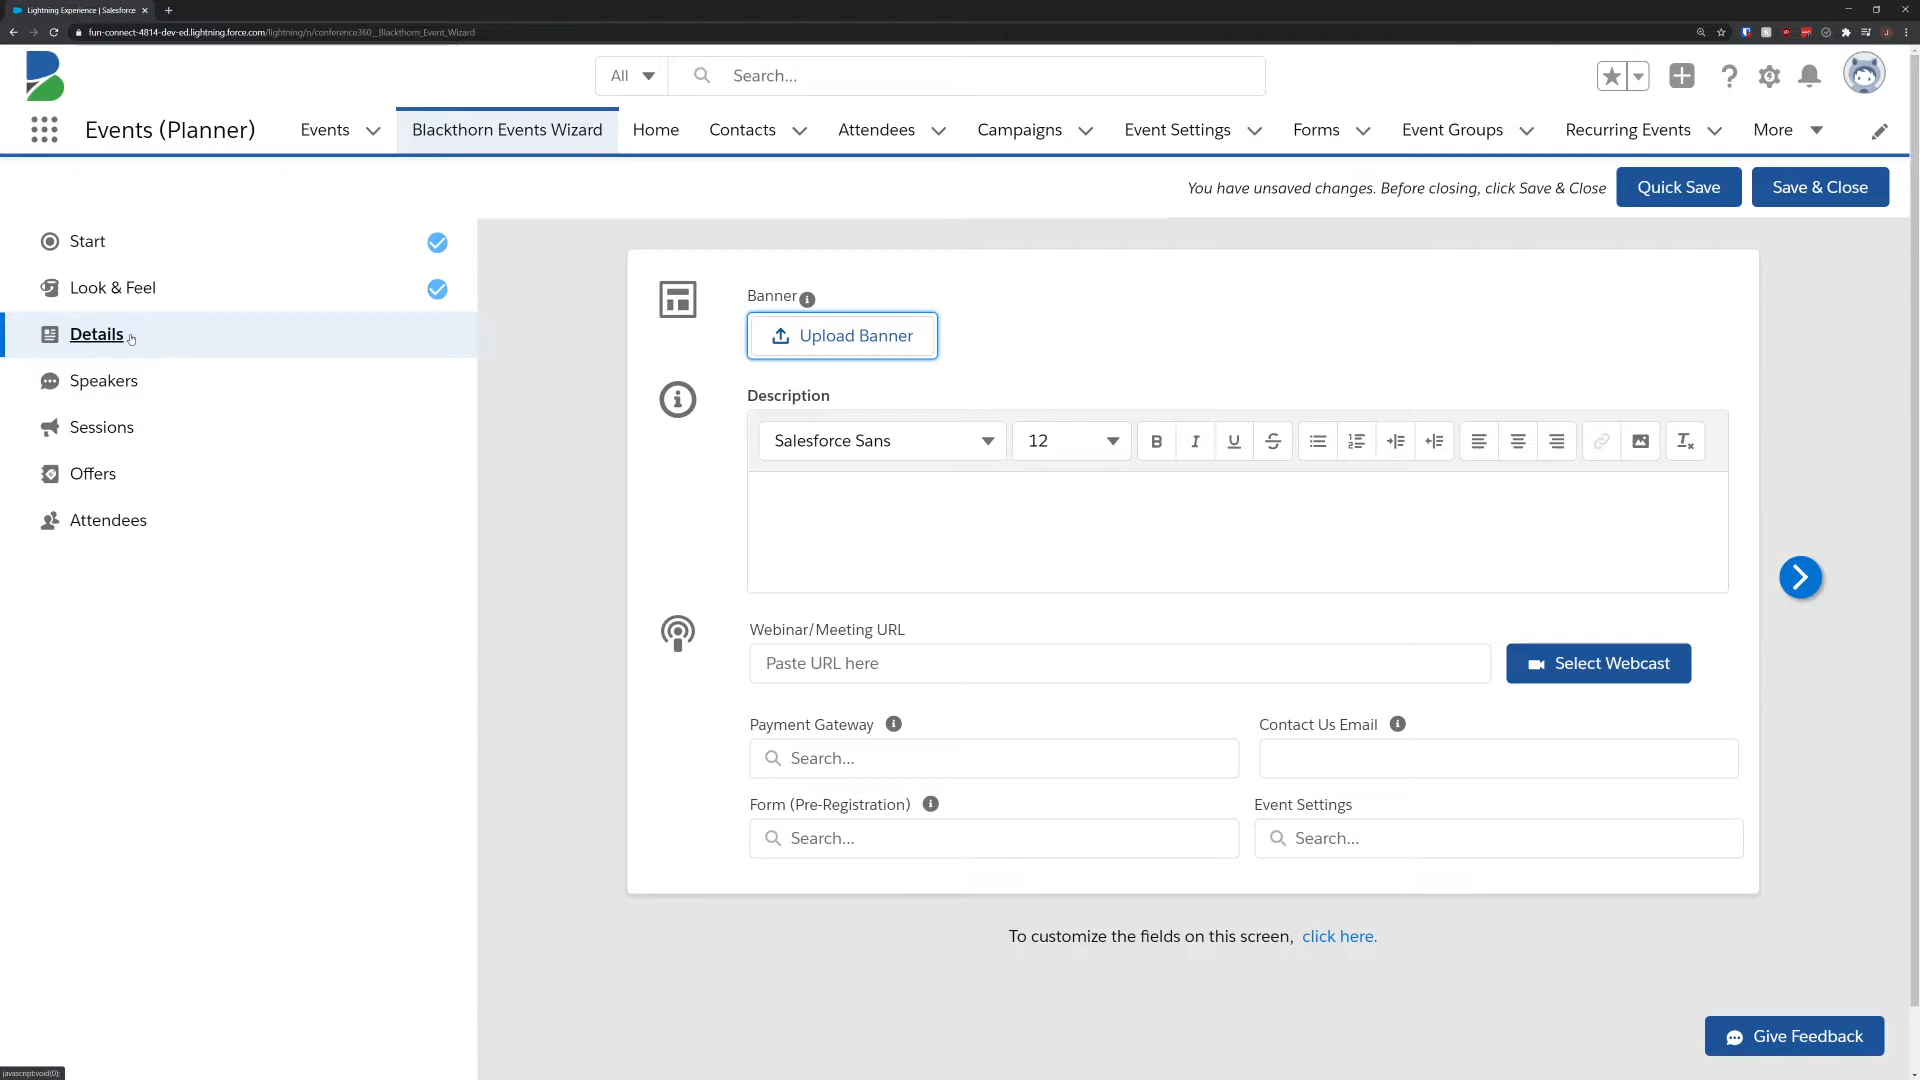 Lightning Experience | Salesforce
fun-connect-4814-dev-ed.lightning.force.com/lightning/n/conference360__Blackthorn_Event_Wizard
All
Search...
Events (Planner)
Events
Blackthorn Events Wizard
Home
Contacts
Attendees
Campaigns
Event Settings
Forms
Event Groups
Recurring Events
More
You have unsaved changes. Before closing, click Save & Close
Quick Save
Save & Close
Start
Look & Feel
Details
Speakers
Sessions
Offers
Attendees
Banner
Upload Banner
Description
Salesforce Sans
12
B I U S
Webinar/Meeting URL
Paste URL here
Select Webcast
Payment Gateway
Search...
Contact Us Email
Form (Pre-Registration)
Search...
Event Settings
Search...
To customize the fields on this screen, click here.
Give Feedback
javascript:void(0);